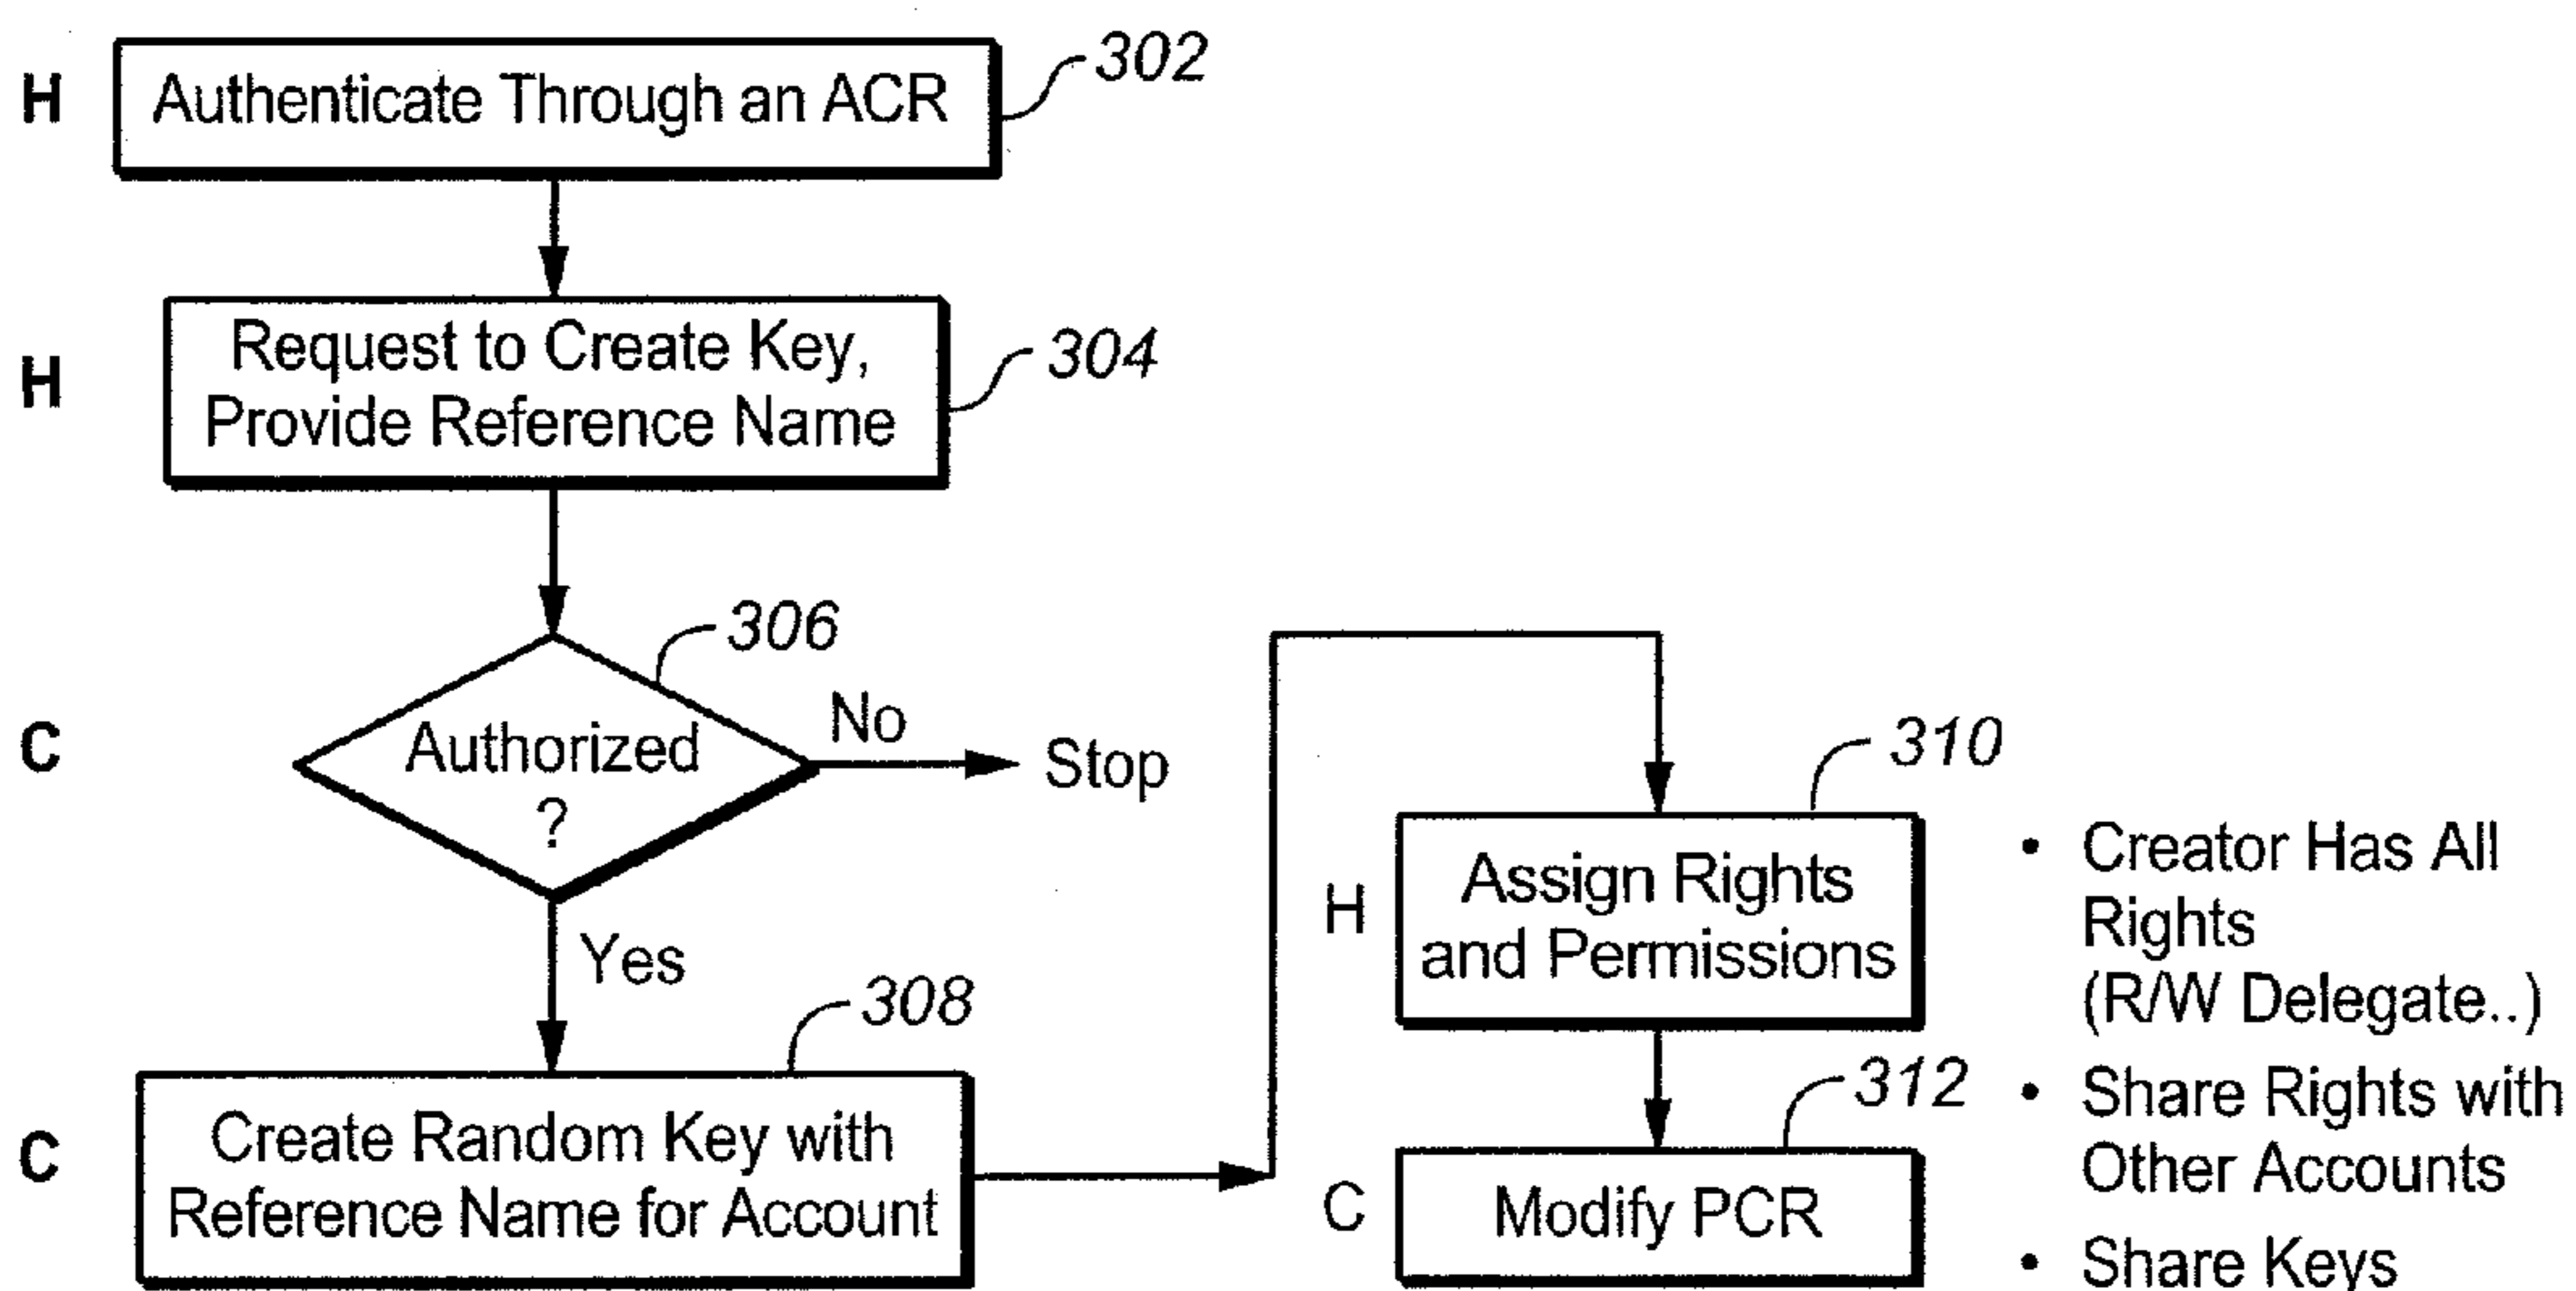 H
Authenticate Through an ACR
302
H
Request to Create Key,
Provide Reference Name
304
C
Authorized
?
306
No
Stop
Yes
C
Create Random Key with
Reference Name for Account
308
H
Assign Rights
and Permissions
310
C
Modify PCR
312
• Creator Has All
Rights
(R/W Delegate..)
• Share Rights with
Other Accounts
• Share Keys